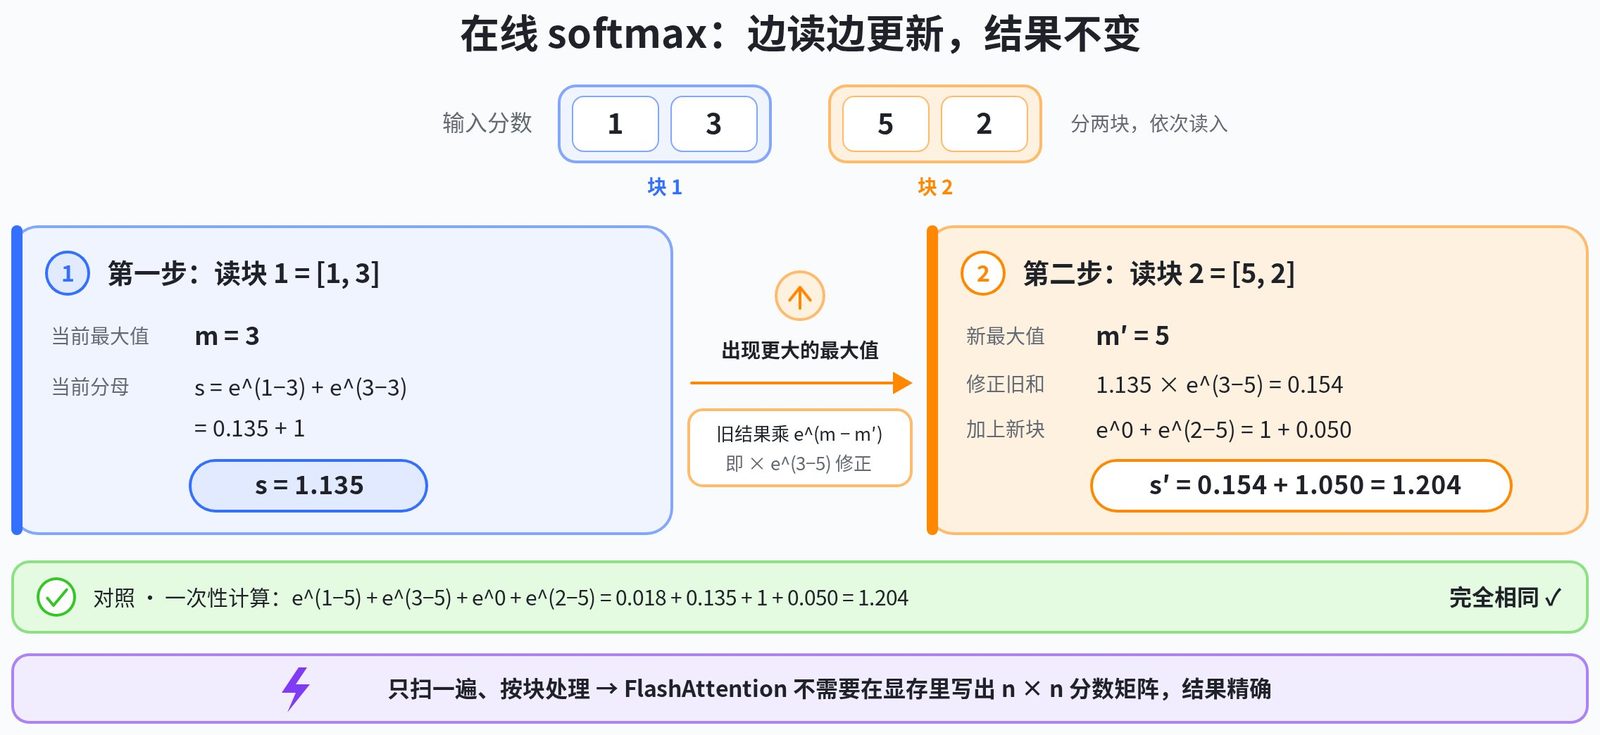 在线 softmax：边读边更新，结果不变
输入分数 1 3 5 2 分两块，依次读入
块 1 块 2
1 第一步：读块 1 = [1, 3]
当前最大值 m = 3
当前分母 s = e^(1−3) + e^(3−3)
= 0.135 + 1
s = 1.135
出现更大的最大值
旧结果乘 e^(m − m′)
即 × e^(3−5) 修正
2 第二步：读块 2 = [5, 2]
新最大值 m′ = 5
修正旧和 1.135 × e^(3−5) = 0.154
加上新块 e^0 + e^(2−5) = 1 + 0.050
s′ = 0.154 + 1.050 = 1.204
对照 · 一次性计算：e^(1−5) + e^(3−5) + e^0 + e^(2−5) = 0.018 + 0.135 + 1 + 0.050 = 1.204 完全相同 ✓
只扫一遍、按块处理 → FlashAttention 不需要在显存里写出 n × n 分数矩阵，结果精确